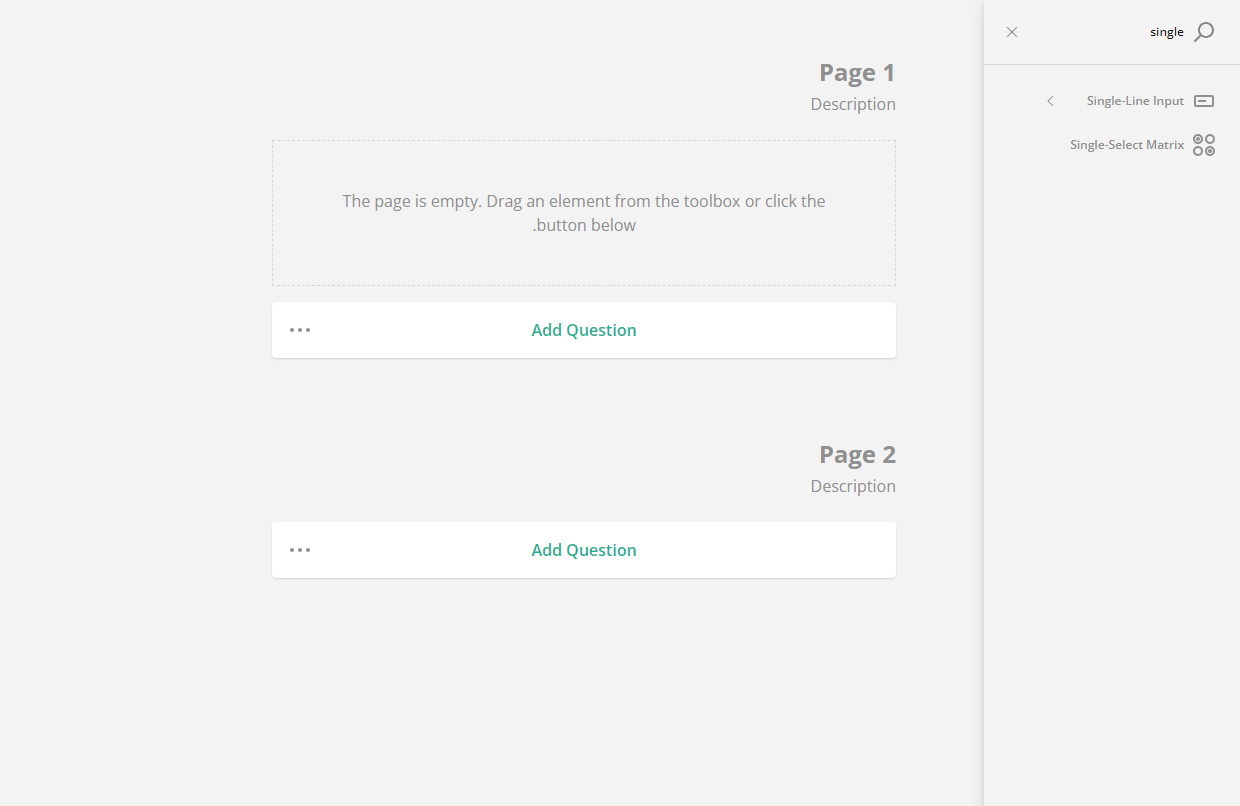 single
Single-Line Input
Single-Select Matrix
Page 1
Description
The page is empty. Drag an element from the toolbox or click the
.button below
Add Question
Page 2
Description
Add Question